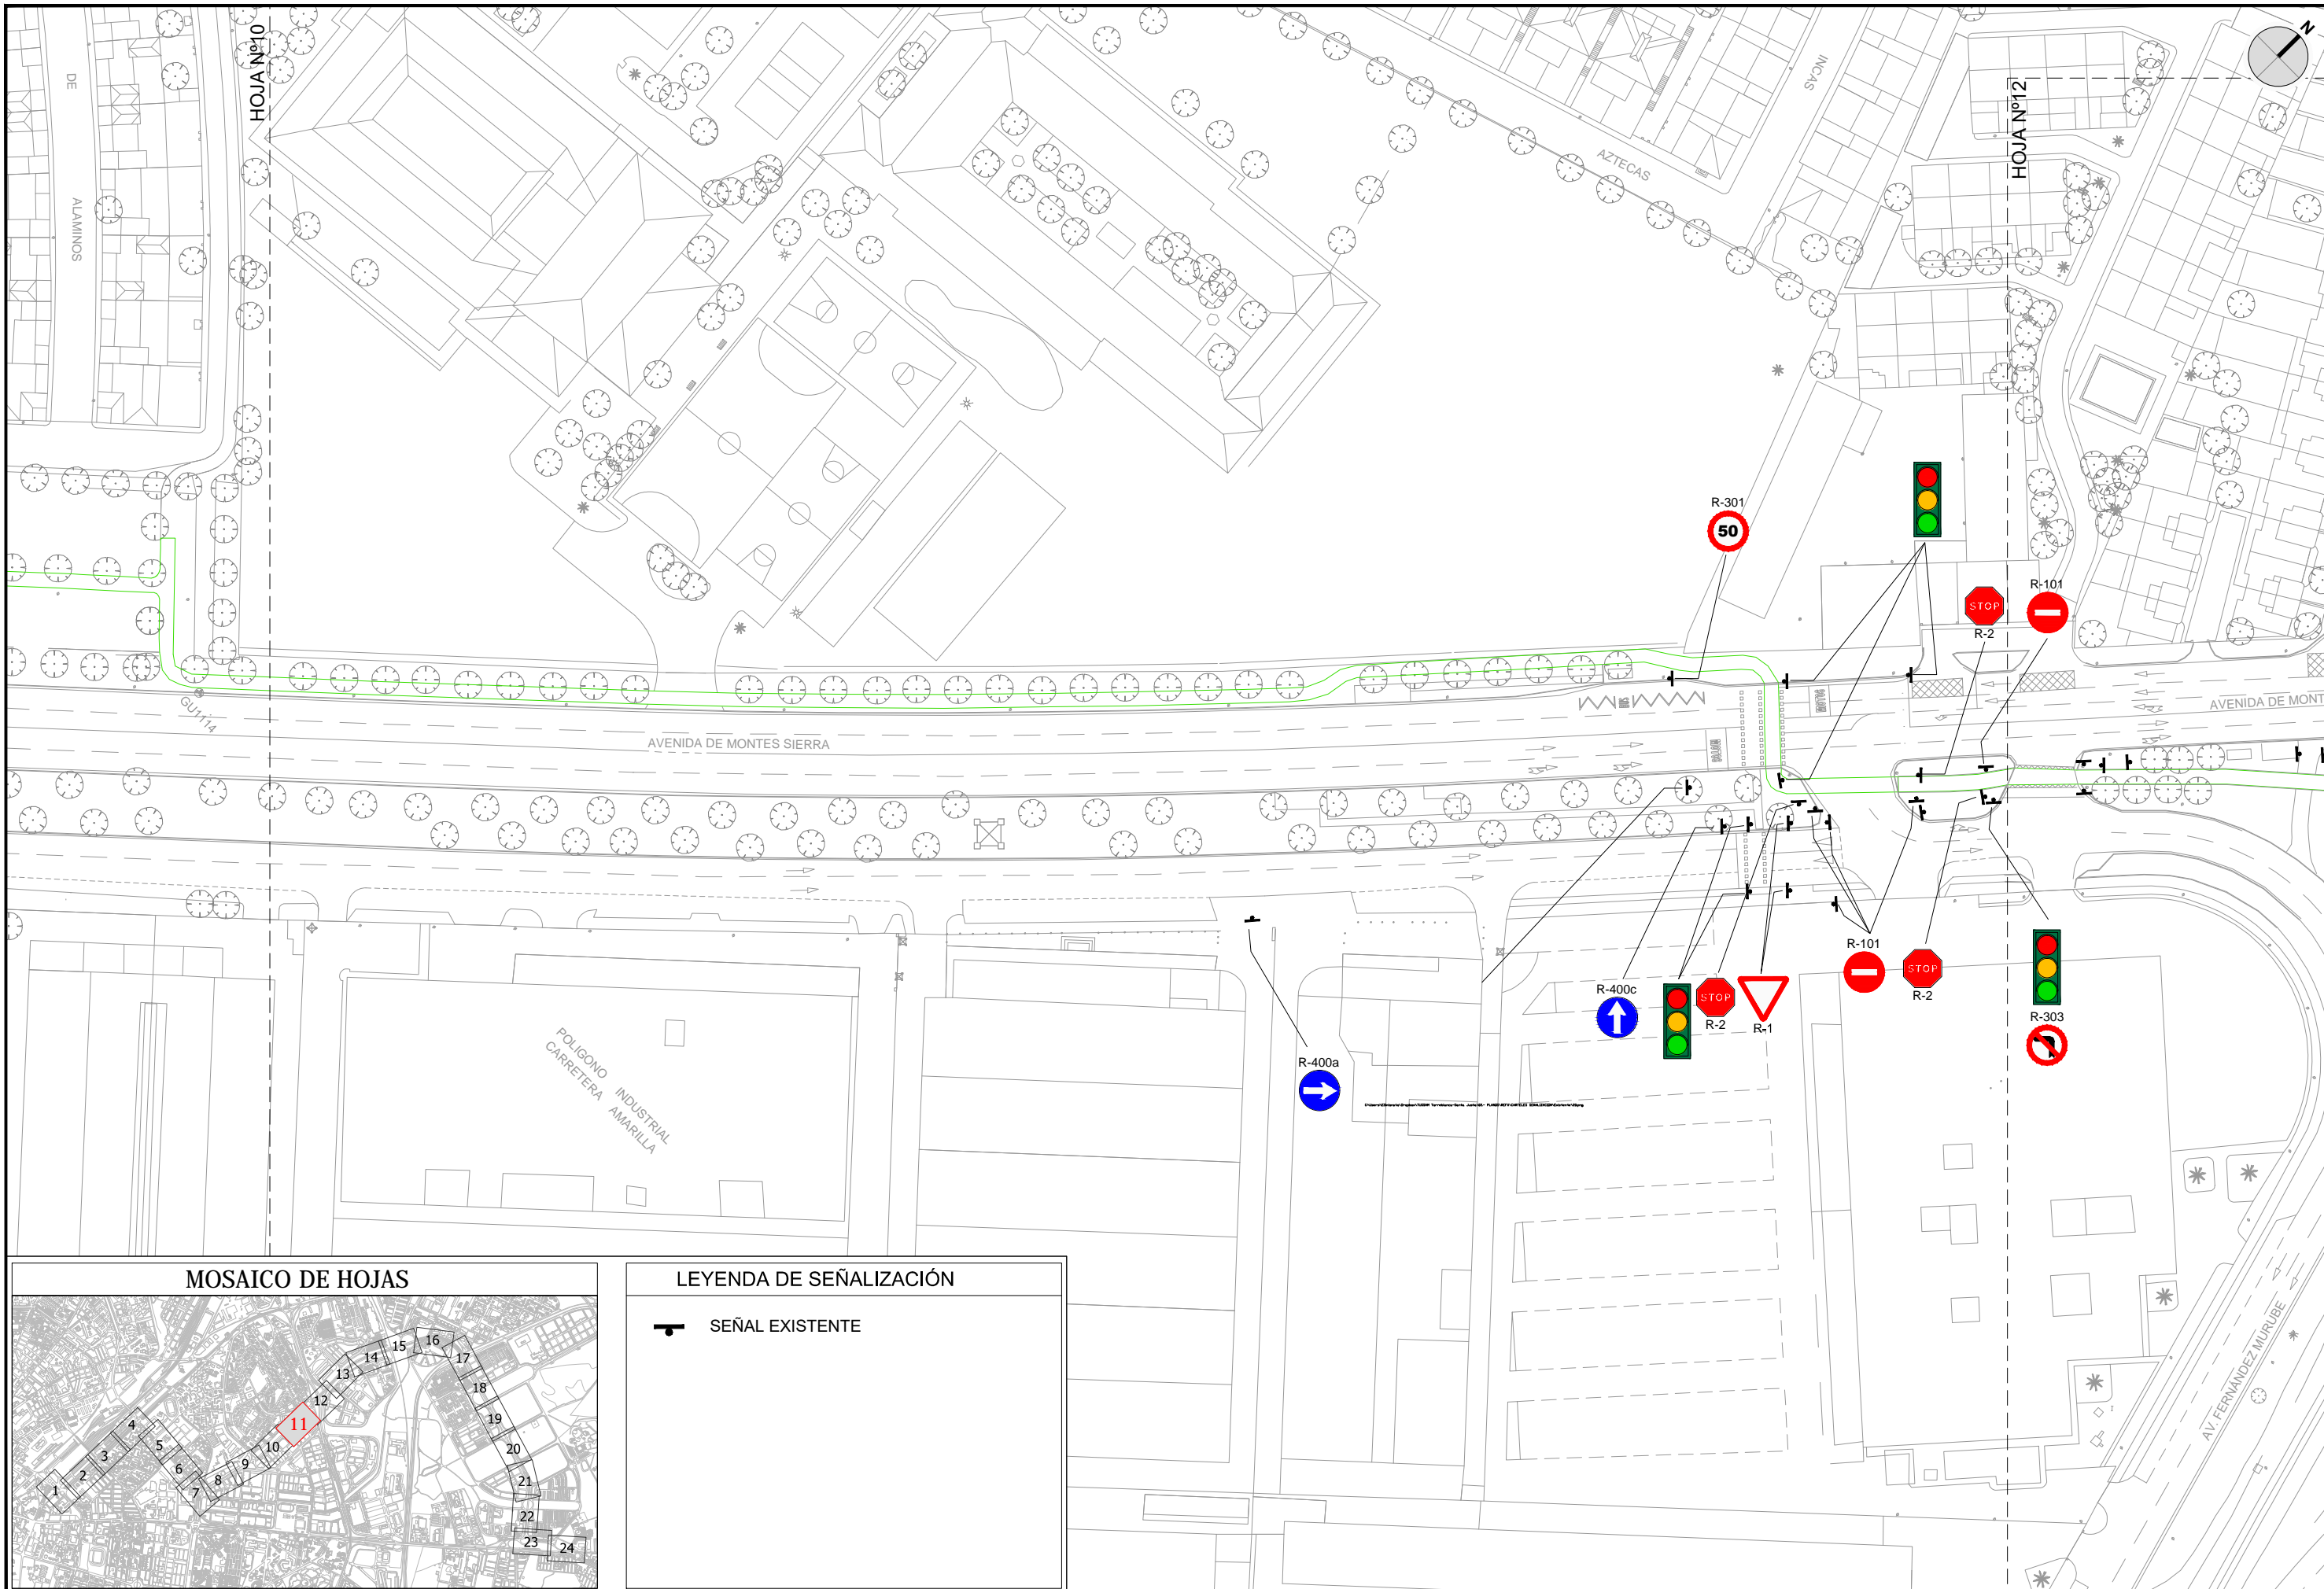 HOJA Nº10
HOJA Nº12
N
DE
ALAMINOS
INCAS
AZTECAS
R-301
50
STOP
R-2
R-101
GU1114
AVENIDA DE MONTES SIERRA
BUS
AVENIDA DE MONT
R-400a
R-400c
STOP
R-2
R-1
R-101
STOP
R-2
R-303
POLIGONO INDUSTRIAL
CARRETERA AMARILLA
AV. FERNÁNDEZ MURUBE
MOSAICO DE HOJAS
1
2
3
4
5
6
7
8
9
10
11
12
13
14
15
16
17
18
19
20
21
22
23
24
LEYENDA DE SEÑALIZACIÓN
SEÑAL EXISTENTE